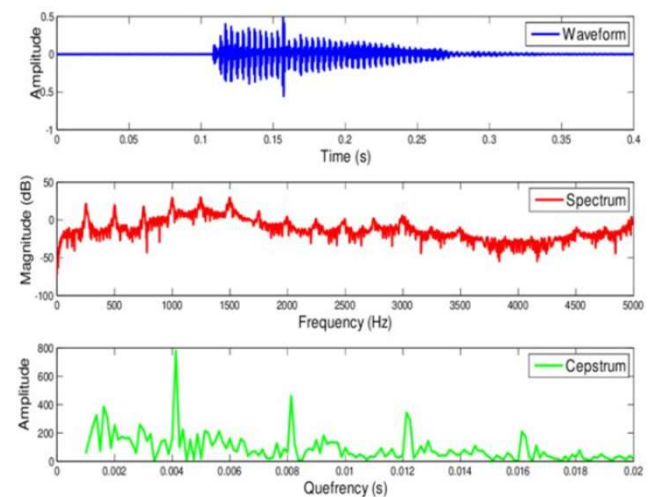 0.5
0
-0.5
-1
Amplitude
Waveform
0 0.05 0.1 0.15 0.2 0.25 0.3 0.35 0.4
Time (s)
50
0
-50
-100
Magnitude (dB)
Spectrum
0 500 1000 1500 2000 2500 3000 3500 4000 4500 5000
Frequency (Hz)
800
600
400
200
0
Amplitude
Cepstrum
0 0.002 0.004 0.006 0.008 0.01 0.012 0.014 0.016 0.018 0.02
Quefrency (s)